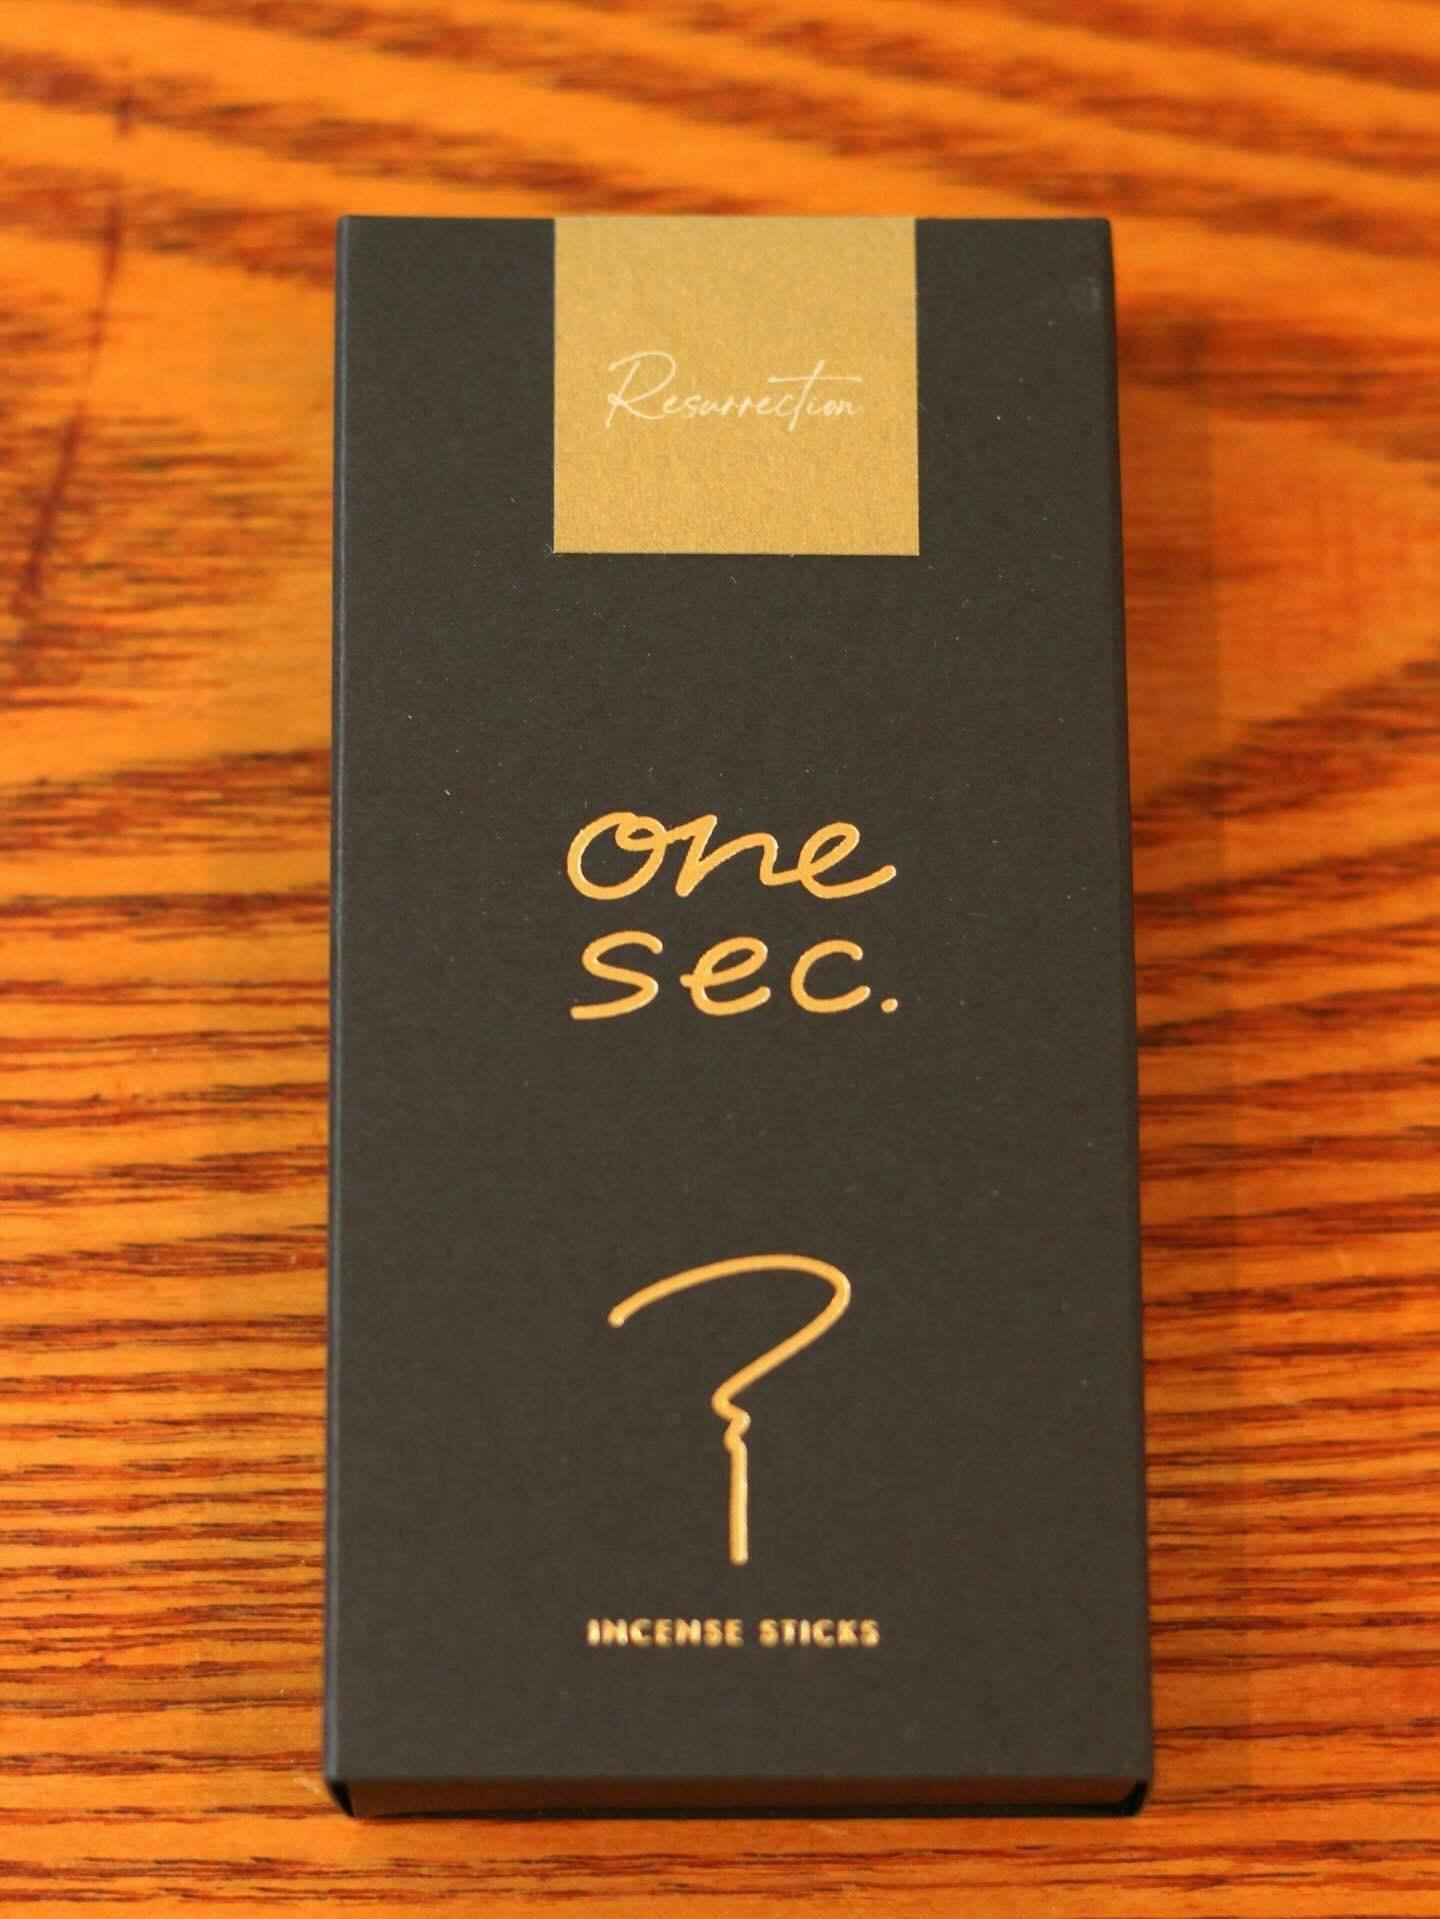 Resurrection
one
sec.
INCENSE STICKS